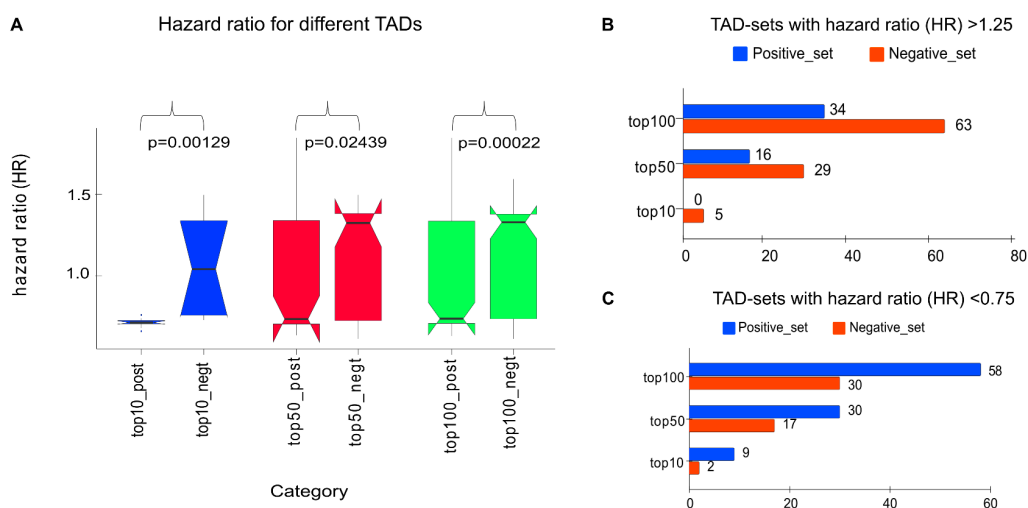 A
Hazard ratio for different TADs
p=0.00129
p=0.02439
p=0.00022
hazard ratio (HR)
1.5
1.0
top10_post
top10_negt
top50_post
top50_negt
top100_post
top100_negt
Category
B
TAD-sets with hazard ratio (HR) >1.25
Positive_set
Negative_set
top100
34
63
top50
16
29
top10
0
5
0
20
40
60
80
C
TAD-sets with hazard ratio (HR) <0.75
Positive_set
Negative_set
top100
58
30
top50
30
17
top10
9
2
0
20
40
60